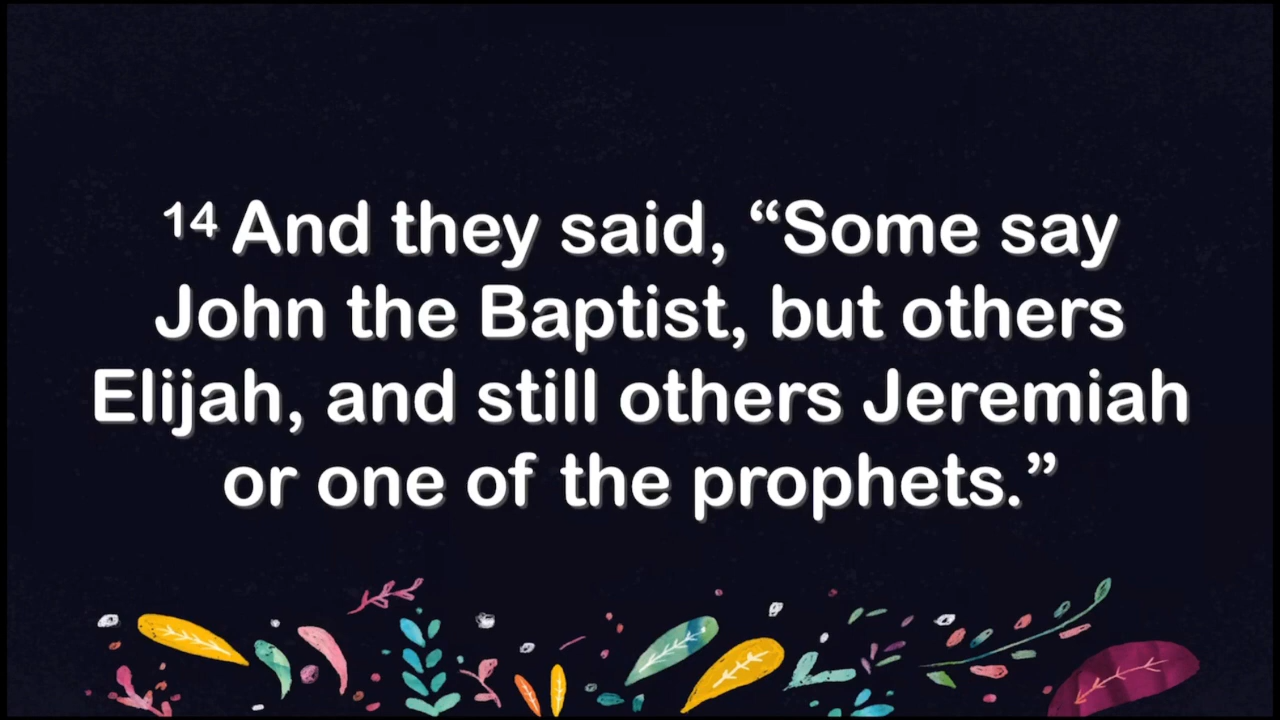 14 And they said, “Some say
John the Baptist, but others
Elijah, and still others Jeremiah
or one of the prophets.”